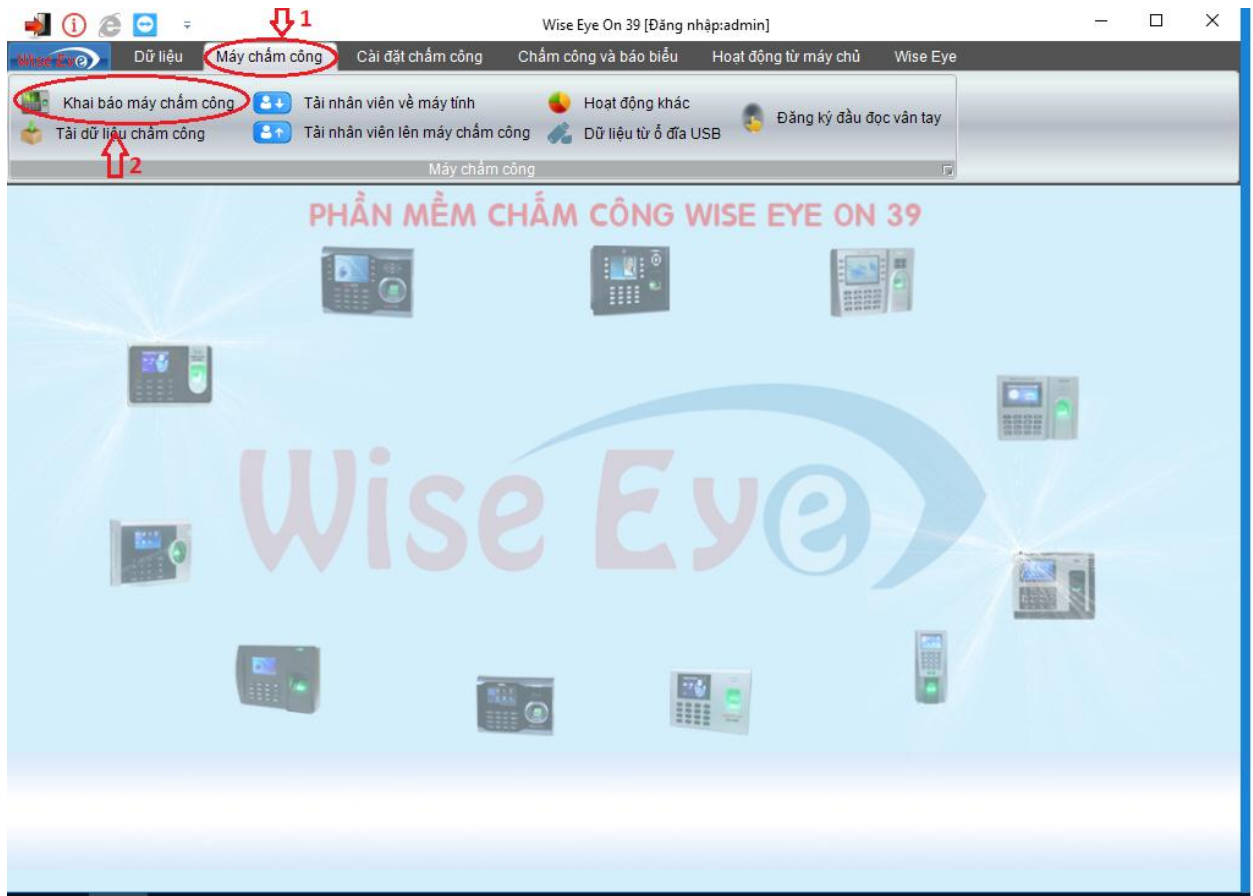 1
Wise Eye On 39 [Đăng nhập:admin]
Wise Eye Dữ liệu Máy chấm công Cài đặt chấm công Chấm công và báo biểu Hoạt động từ máy chủ Wise Eye
Khai báo máy chấm công Tải nhân viên về máy tính Hoạt động khác Đăng ký đầu đọc vân tay
Tải dữ liệu chấm công Tải nhân viên lên máy chấm công Dữ liệu từ ổ đĩa USB
2
Máy chấm công
PHẦN MỀM CHẤM CÔNG WISE EYE ON 39
Wise Eye